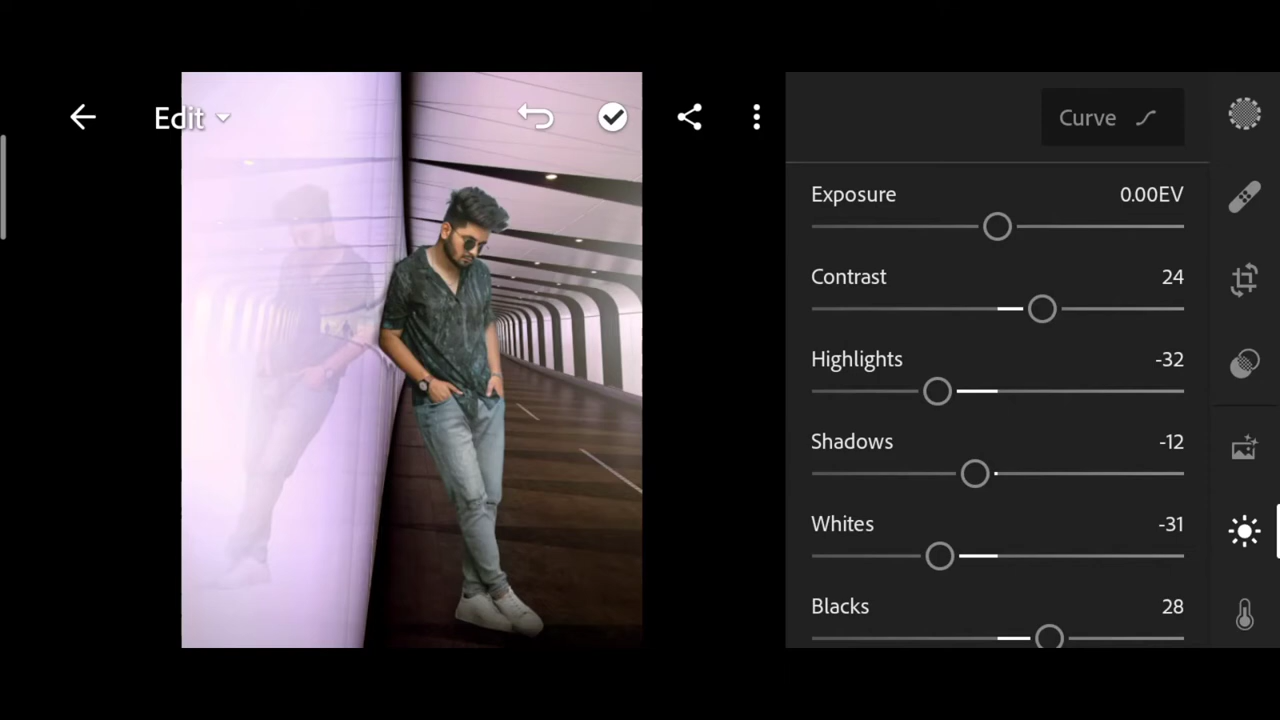 Edit
Curve
Exposure 0.00EV
Contrast 24
Highlights -32
Shadows -12
Whites -31
Blacks 28